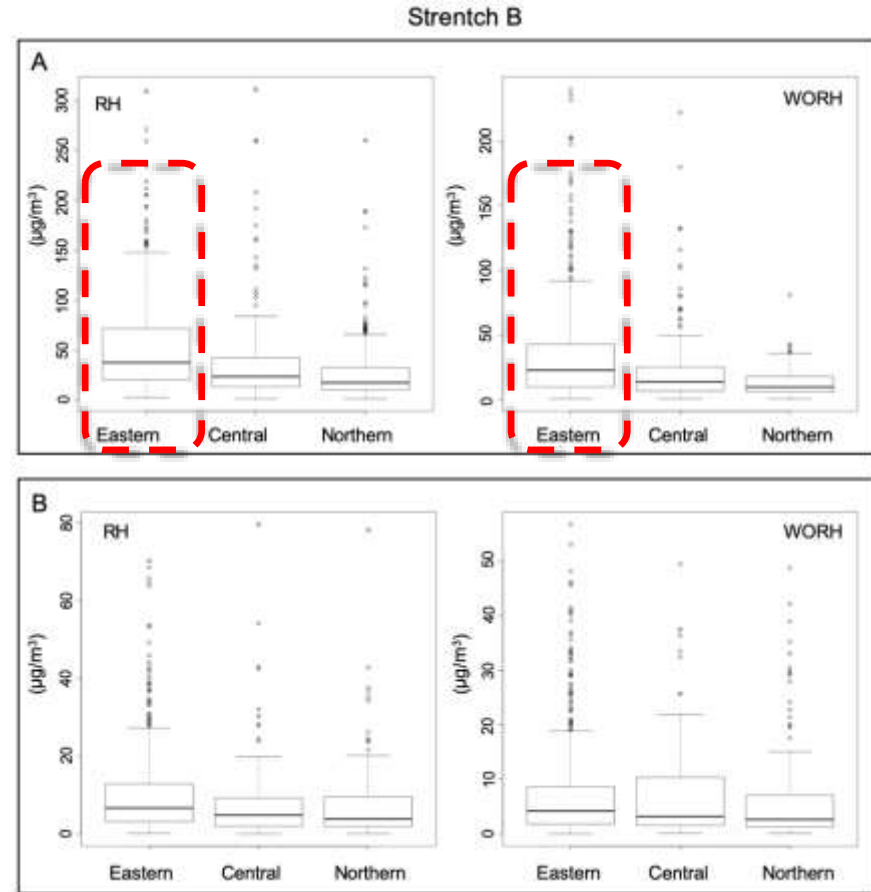 Strentch B
A
RH
(µg/m³)
0 50 100 150 200 250 300
Eastern Central Northern
WORH
(µg/m³)
0 50 100 150 200
Eastern Central Northern
B
RH
(µg/m³)
0 20 40 60 80
Eastern Central Northern
WORH
(µg/m³)
0 10 20 30 40 50
Eastern Central Northern